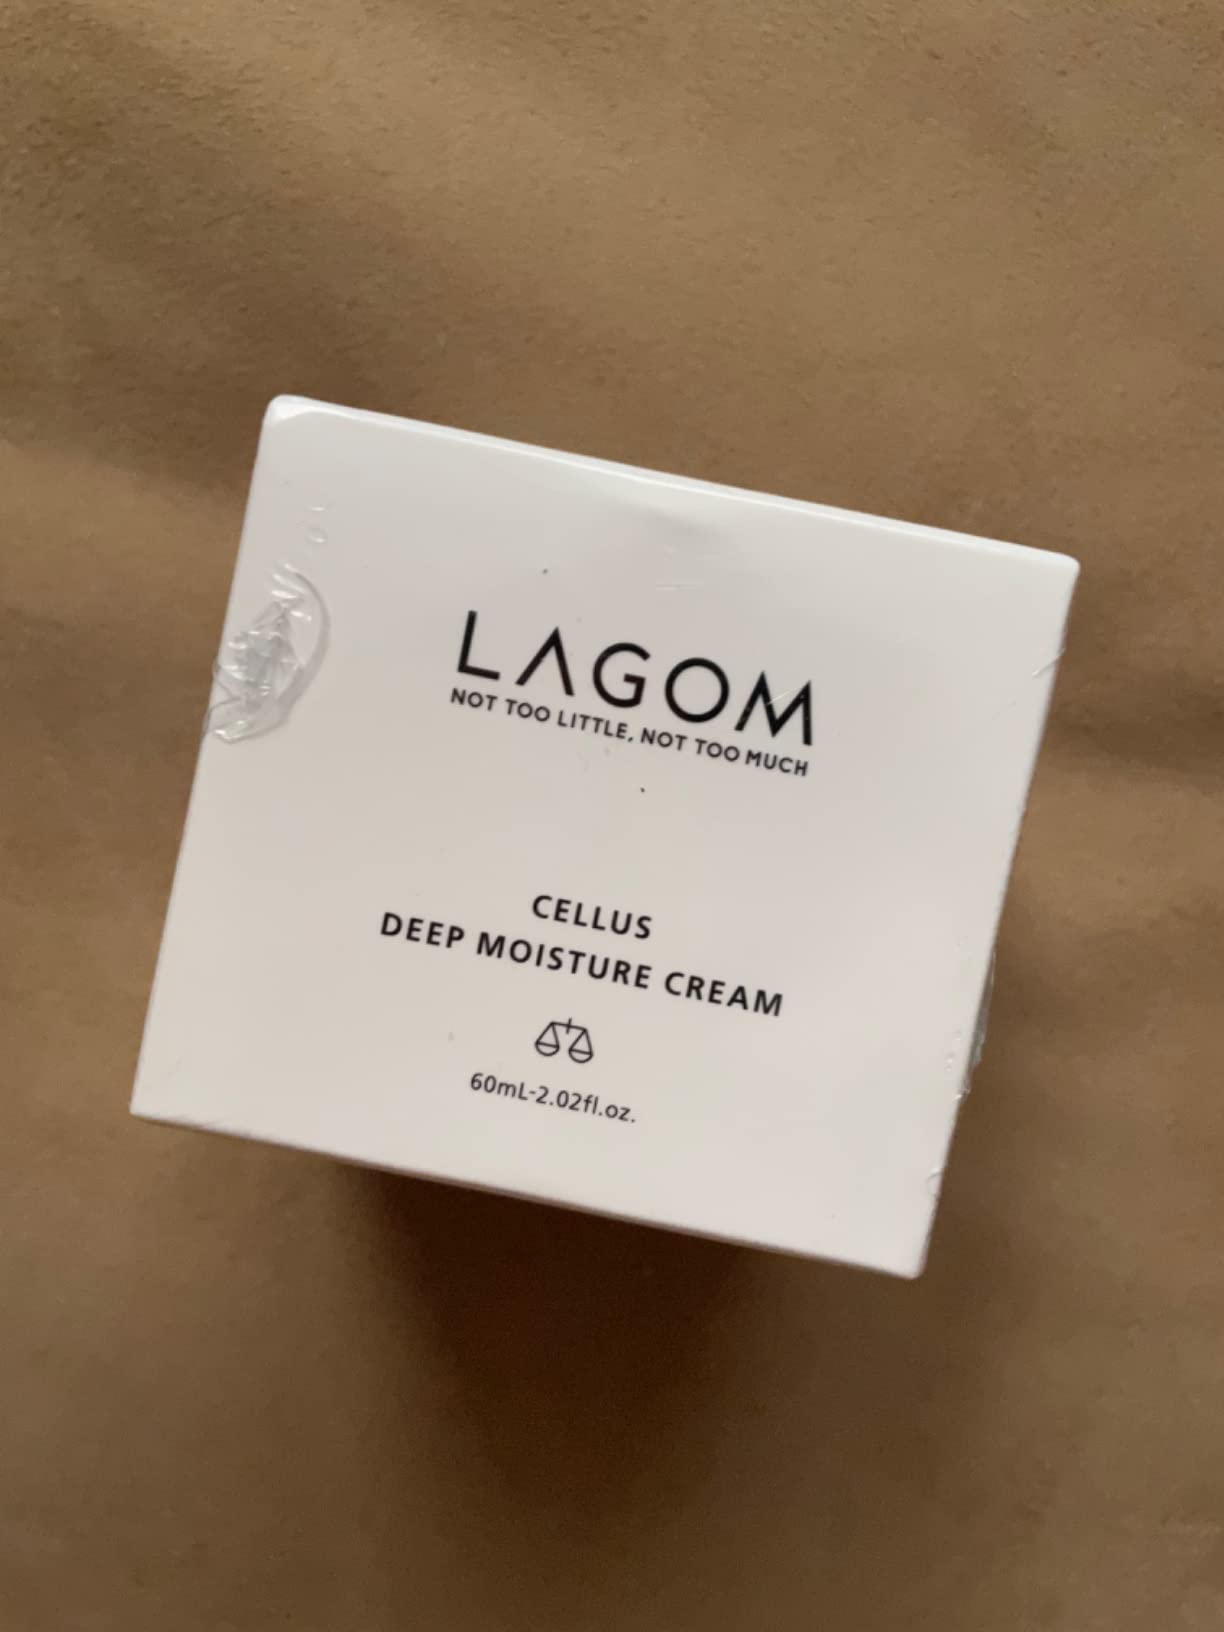 LAGOM
NOT TOO LITTLE, NOT TOO MUCH
CELLUS
DEEP MOISTURE CREAM
60mL-2.02fl.oz.